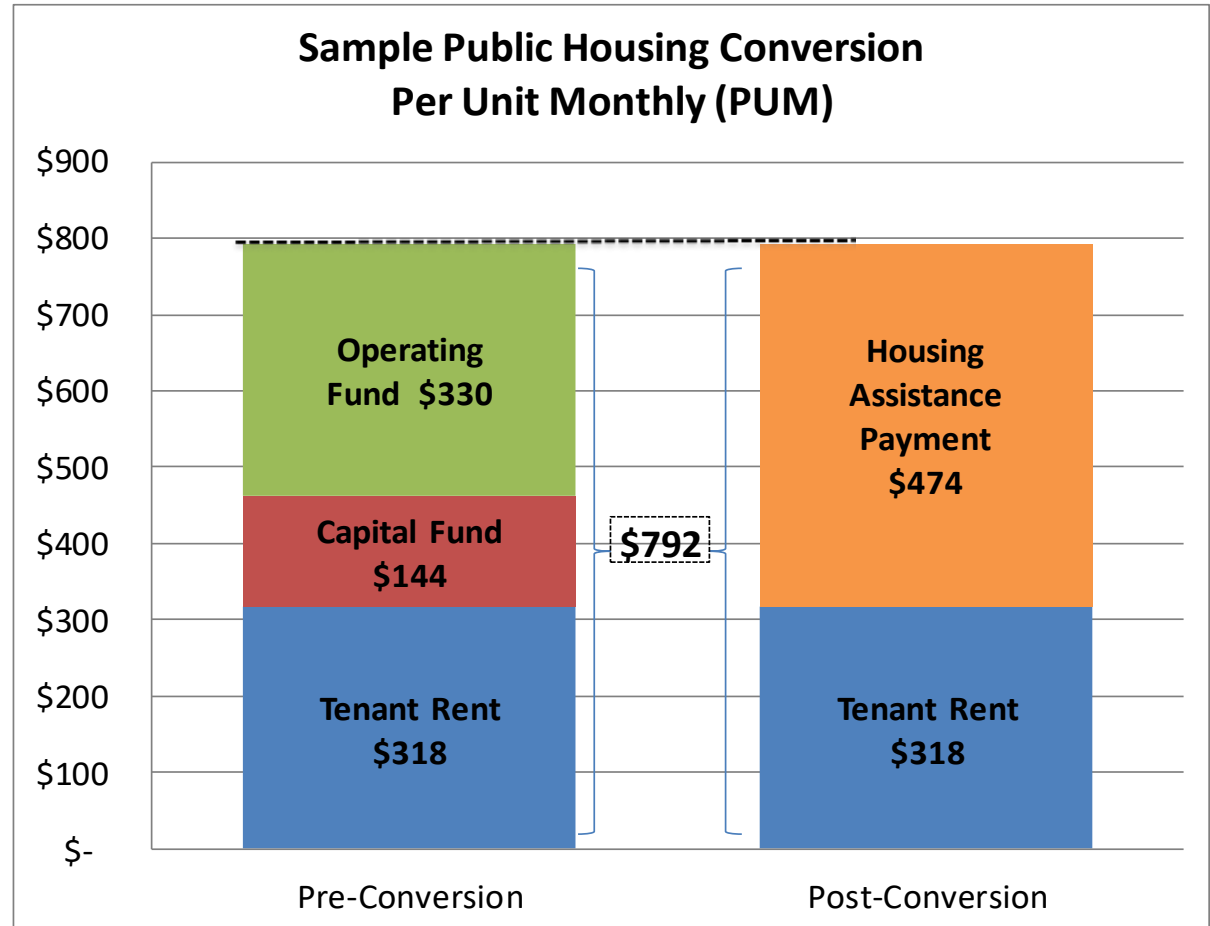 Sample Public Housing Conversion
Per Unit Monthly (PUM)
$900
$800
$700
$600
$500
$400
$300
$200
$100
$-
Operating
Fund $330
Capital Fund
$144
Tenant Rent
$318
$792
Housing
Assistance
Payment
$474
Tenant Rent
$318
Pre-Conversion
Post-Conversion